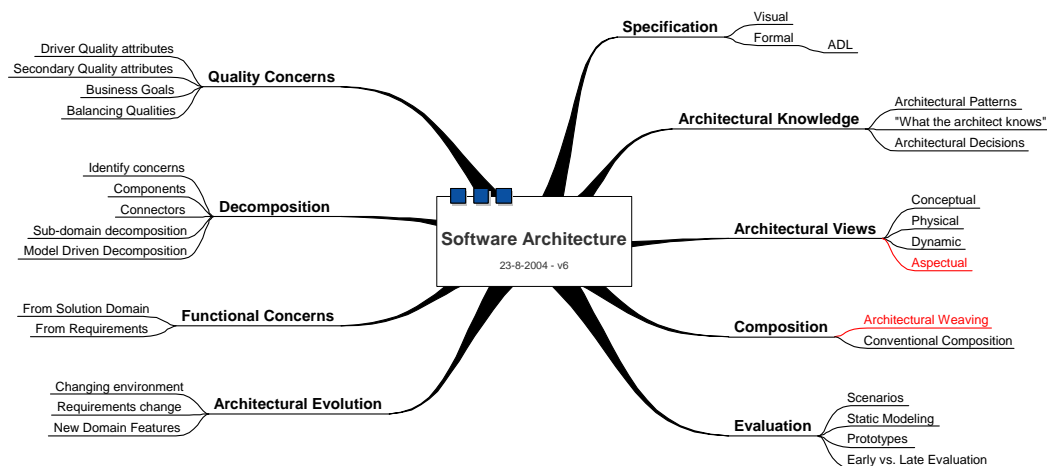 Software Architecture
23-8-2004 - v6
Specification
Visual
Formal
ADL
Architectural Knowledge
Architectural Patterns
"What the architect knows"
Architectural Decisions
Architectural Views
Conceptual
Physical
Dynamic
Aspectual
Composition
Architectural Weaving
Conventional Composition
Evaluation
Scenarios
Static Modeling
Prototypes
Early vs. Late Evaluation
Quality Concerns
Driver Quality attributes
Secondary Quality attributes
Business Goals
Balancing Qualities
Decomposition
Identify concerns
Components
Connectors
Sub-domain decomposition
Model Driven Decomposition
Functional Concerns
From Solution Domain
From Requirements
Architectural Evolution
Changing environment
Requirements change
New Domain Features